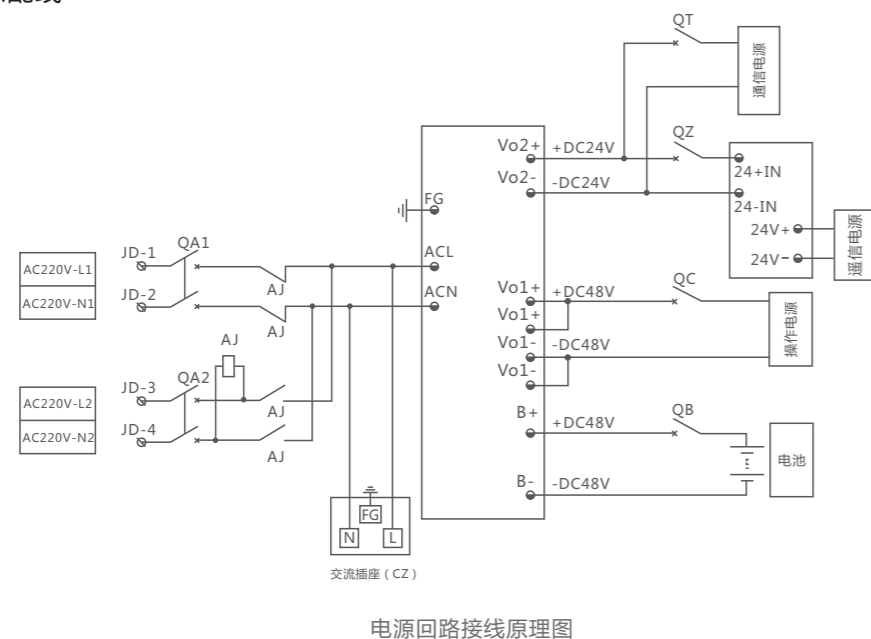 QT
通信电源
Vo2+
+DC24V
QZ
Vo2-
-DC24V
24+IN
24-IN
24V+
24V-
遥信电源
FG
JD-1
QA1
ACL
AC220V-L1
AJ
JD-2
ACN
AC220V-N1
AJ
Vo1+
+DC48V
QC
Vo1+
Vo1-
-DC48V
Vo1-
操作电源
AJ
JD-3
QA2
AC220V-L2
AJ
JD-4
AC220V-N2
AJ
B+
+DC48V
QB
电池
B-
-DC48V
FG
N
L
交流插座（CZ）
电源回路接线原理图